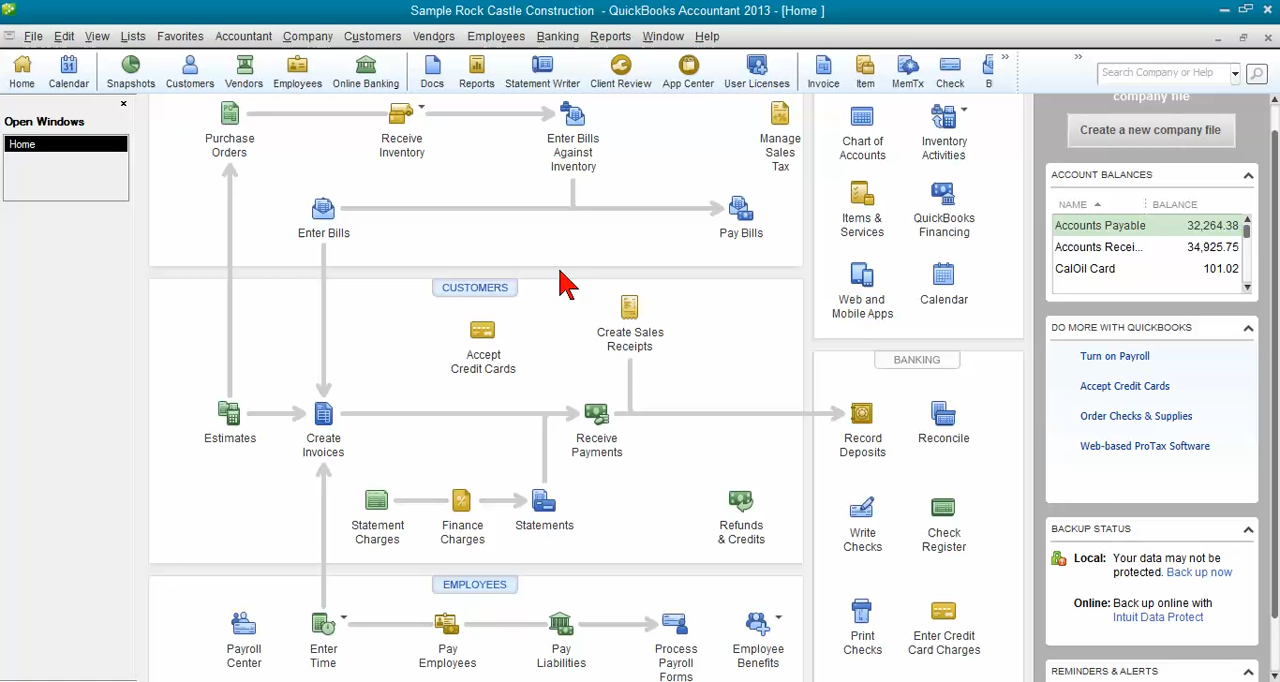 Sample Rock Castle Construction - QuickBooks Accountant 2013 - [Home ]
File Edit View Lists Favorites Accountant Company Customers Vendors Employees Banking Reports Window Help
Home Calendar Snapshots Customers Vendors Employees Online Banking Docs Reports Statement Writer Client Review App Center User Licenses Invoice Item MemTx Check B
Search Company or Help
Open Windows
Home
Purchase
Orders
Receive
Inventory
Enter Bills
Against
Inventory
Manage
Sales
Tax
Enter Bills
Pay Bills
CUSTOMERS
Accept
Credit Cards
Create Sales
Receipts
Estimates
Create
Invoices
Receive
Payments
Statement
Charges
Finance
Charges
Statements
Refunds
& Credits
EMPLOYEES
Payroll
Center
Enter
Time
Pay
Employees
Pay
Liabilities
Process
Payroll
Forms
Employee
Benefits
Chart of
Accounts
Inventory
Activities
Items &
Services
QuickBooks
Financing
Web and
Mobile Apps
Calendar
BANKING
Record
Deposits
Reconcile
Write
Checks
Check
Register
Print
Checks
Enter Credit
Card Charges
company file
Create a new company file
ACCOUNT BALANCES
NAME BALANCE
Accounts Payable 32,264.38
Accounts Recei... 34,925.75
CalOil Card 101.02
DO MORE WITH QUICKBOOKS
Turn on Payroll
Accept Credit Cards
Order Checks & Supplies
Web-based ProTax Software
BACKUP STATUS
Local: Your data may not be
protected. Back up now
Online: Back up online with
Intuit Data Protect
REMINDERS & ALERTS